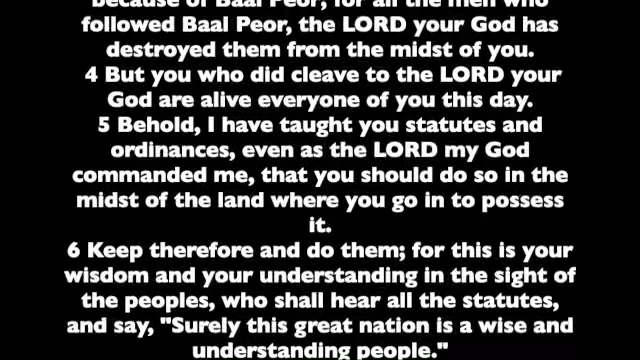 because of Baal Peor; for all the men who
followed Baal Peor, the LORD your God has
destroyed them from the midst of you.
4 But you who did cleave to the LORD your
God are alive everyone of you this day.
5 Behold, I have taught you statutes and
ordinances, even as the LORD my God
commanded me, that you should do so in the
midst of the land where you go in to possess
it.
6 Keep therefore and do them; for this is your
wisdom and your understanding in the sight of
the peoples, who shall hear all the statutes,
and say, "Surely this great nation is a wise and
understanding people."